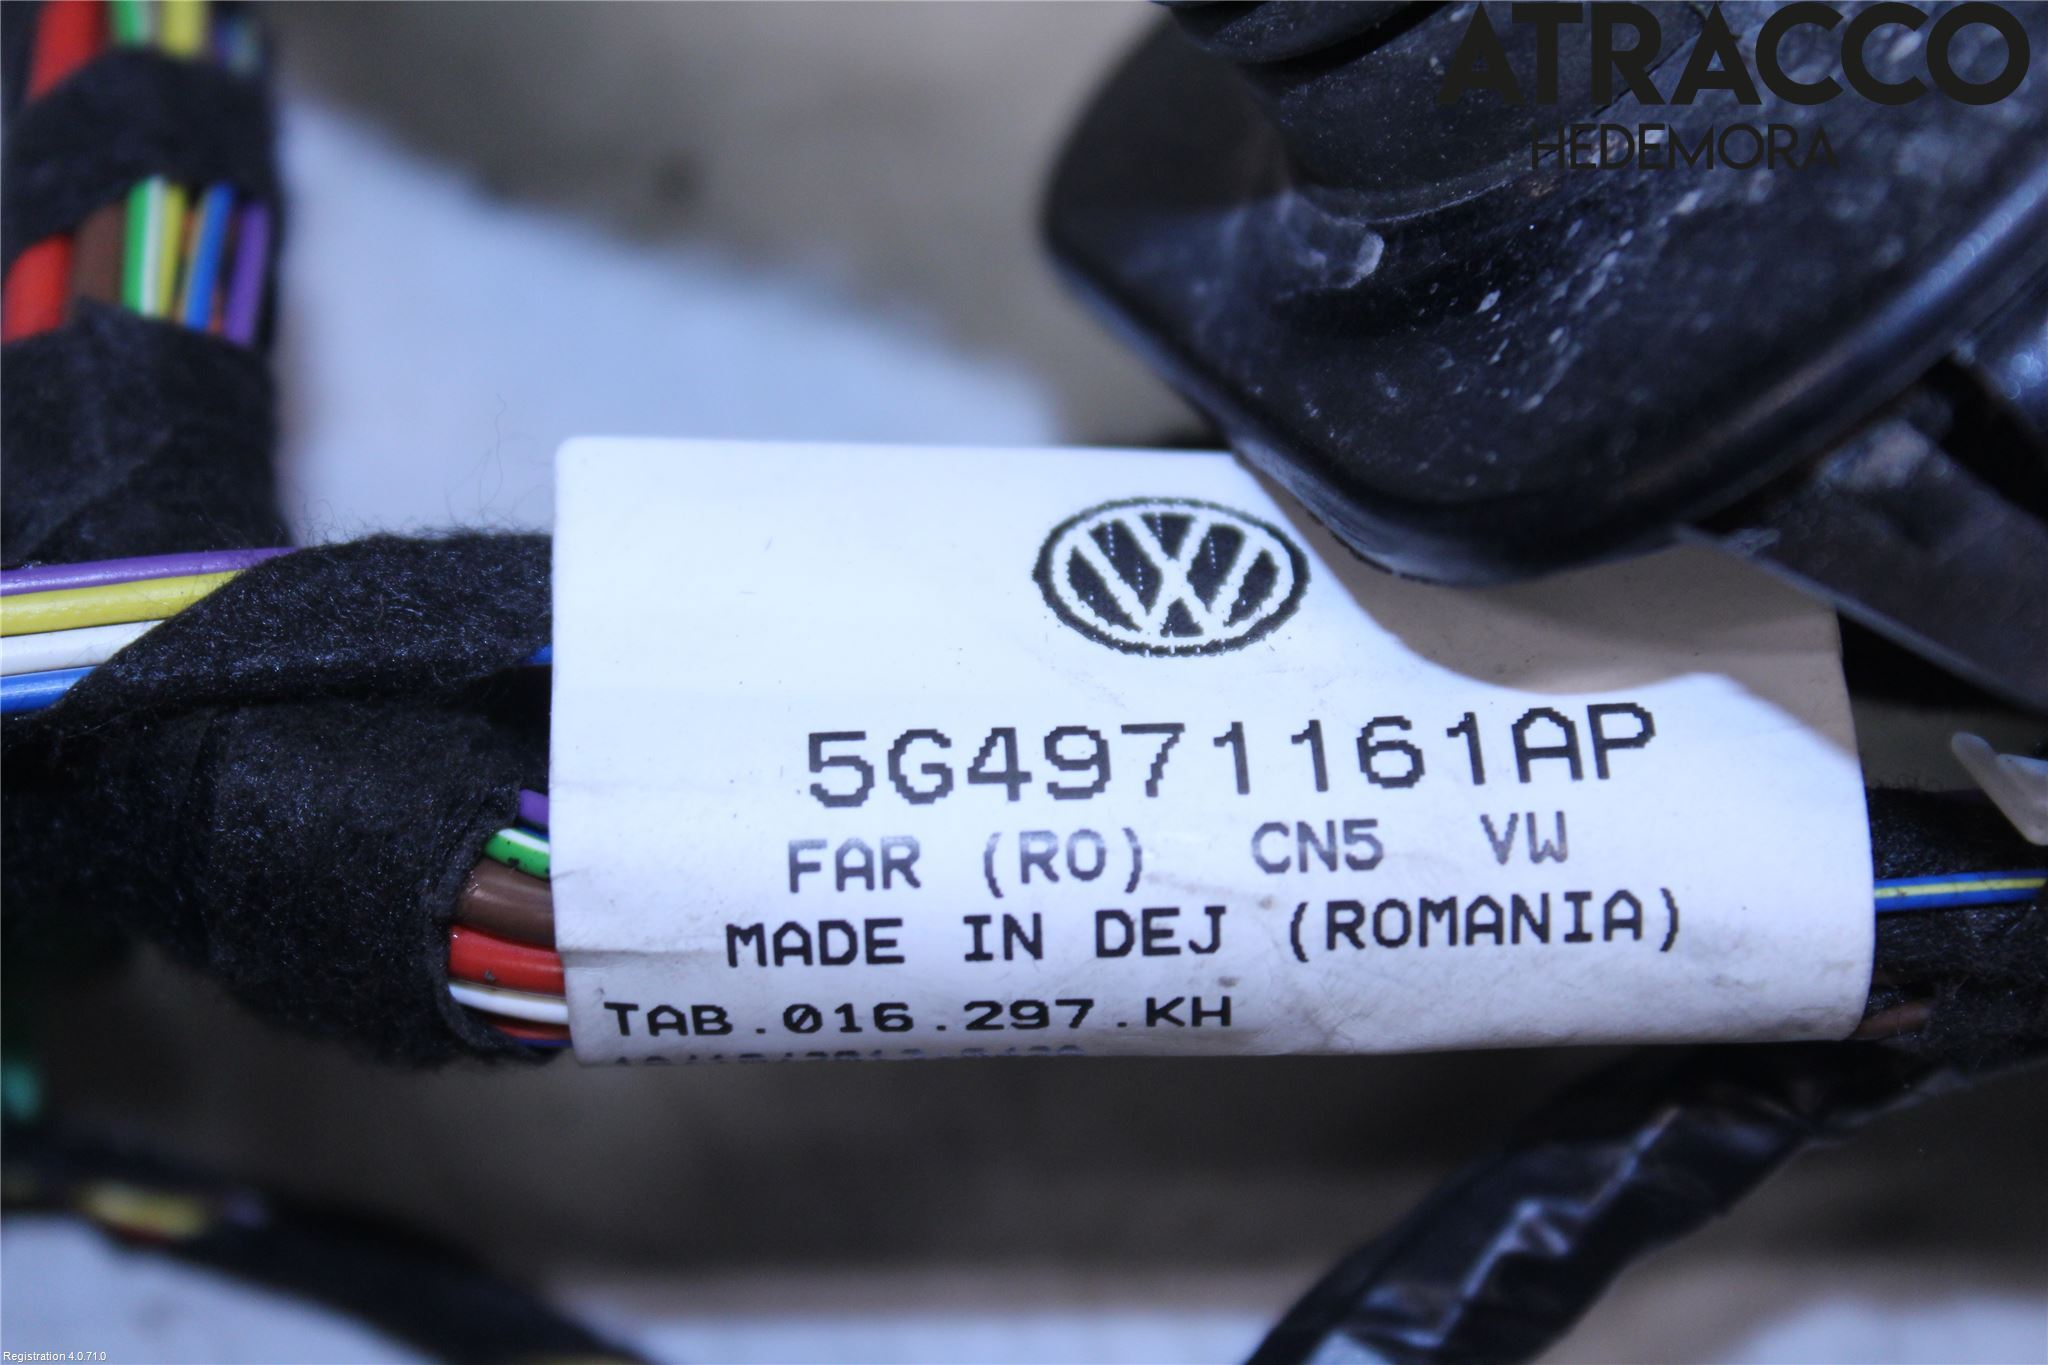 ATRACCO
HEDEMORA
5G4971161AP
FAR (RO) CN5 VW
MADE IN DEJ (ROMANIA)
TAB.016.297.KH
Registration 4.0.71.0